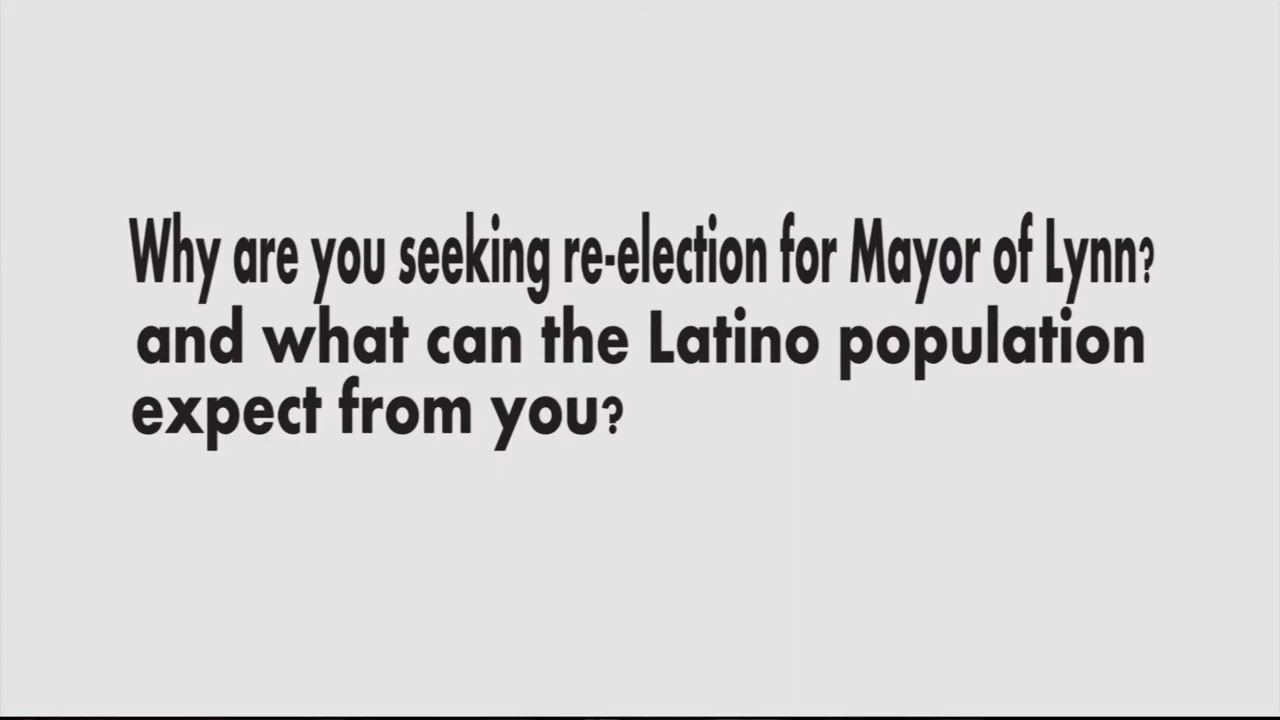 Why are you seeking re-election for Mayor of Lynn?
and what can the Latino population
expect from you?